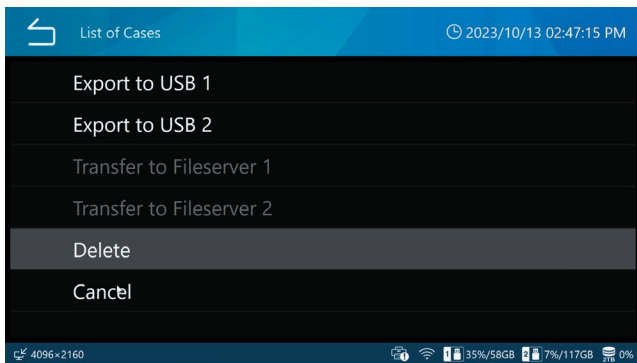 List of Cases 2023/10/13 02:47:15 PM
Export to USB 1
Export to USB 2
Transfer to Fileserver 1
Transfer to Fileserver 2
Delete
Cancel
4096×2160 1 35%/58GB 2 7%/117GB 2TB 0%